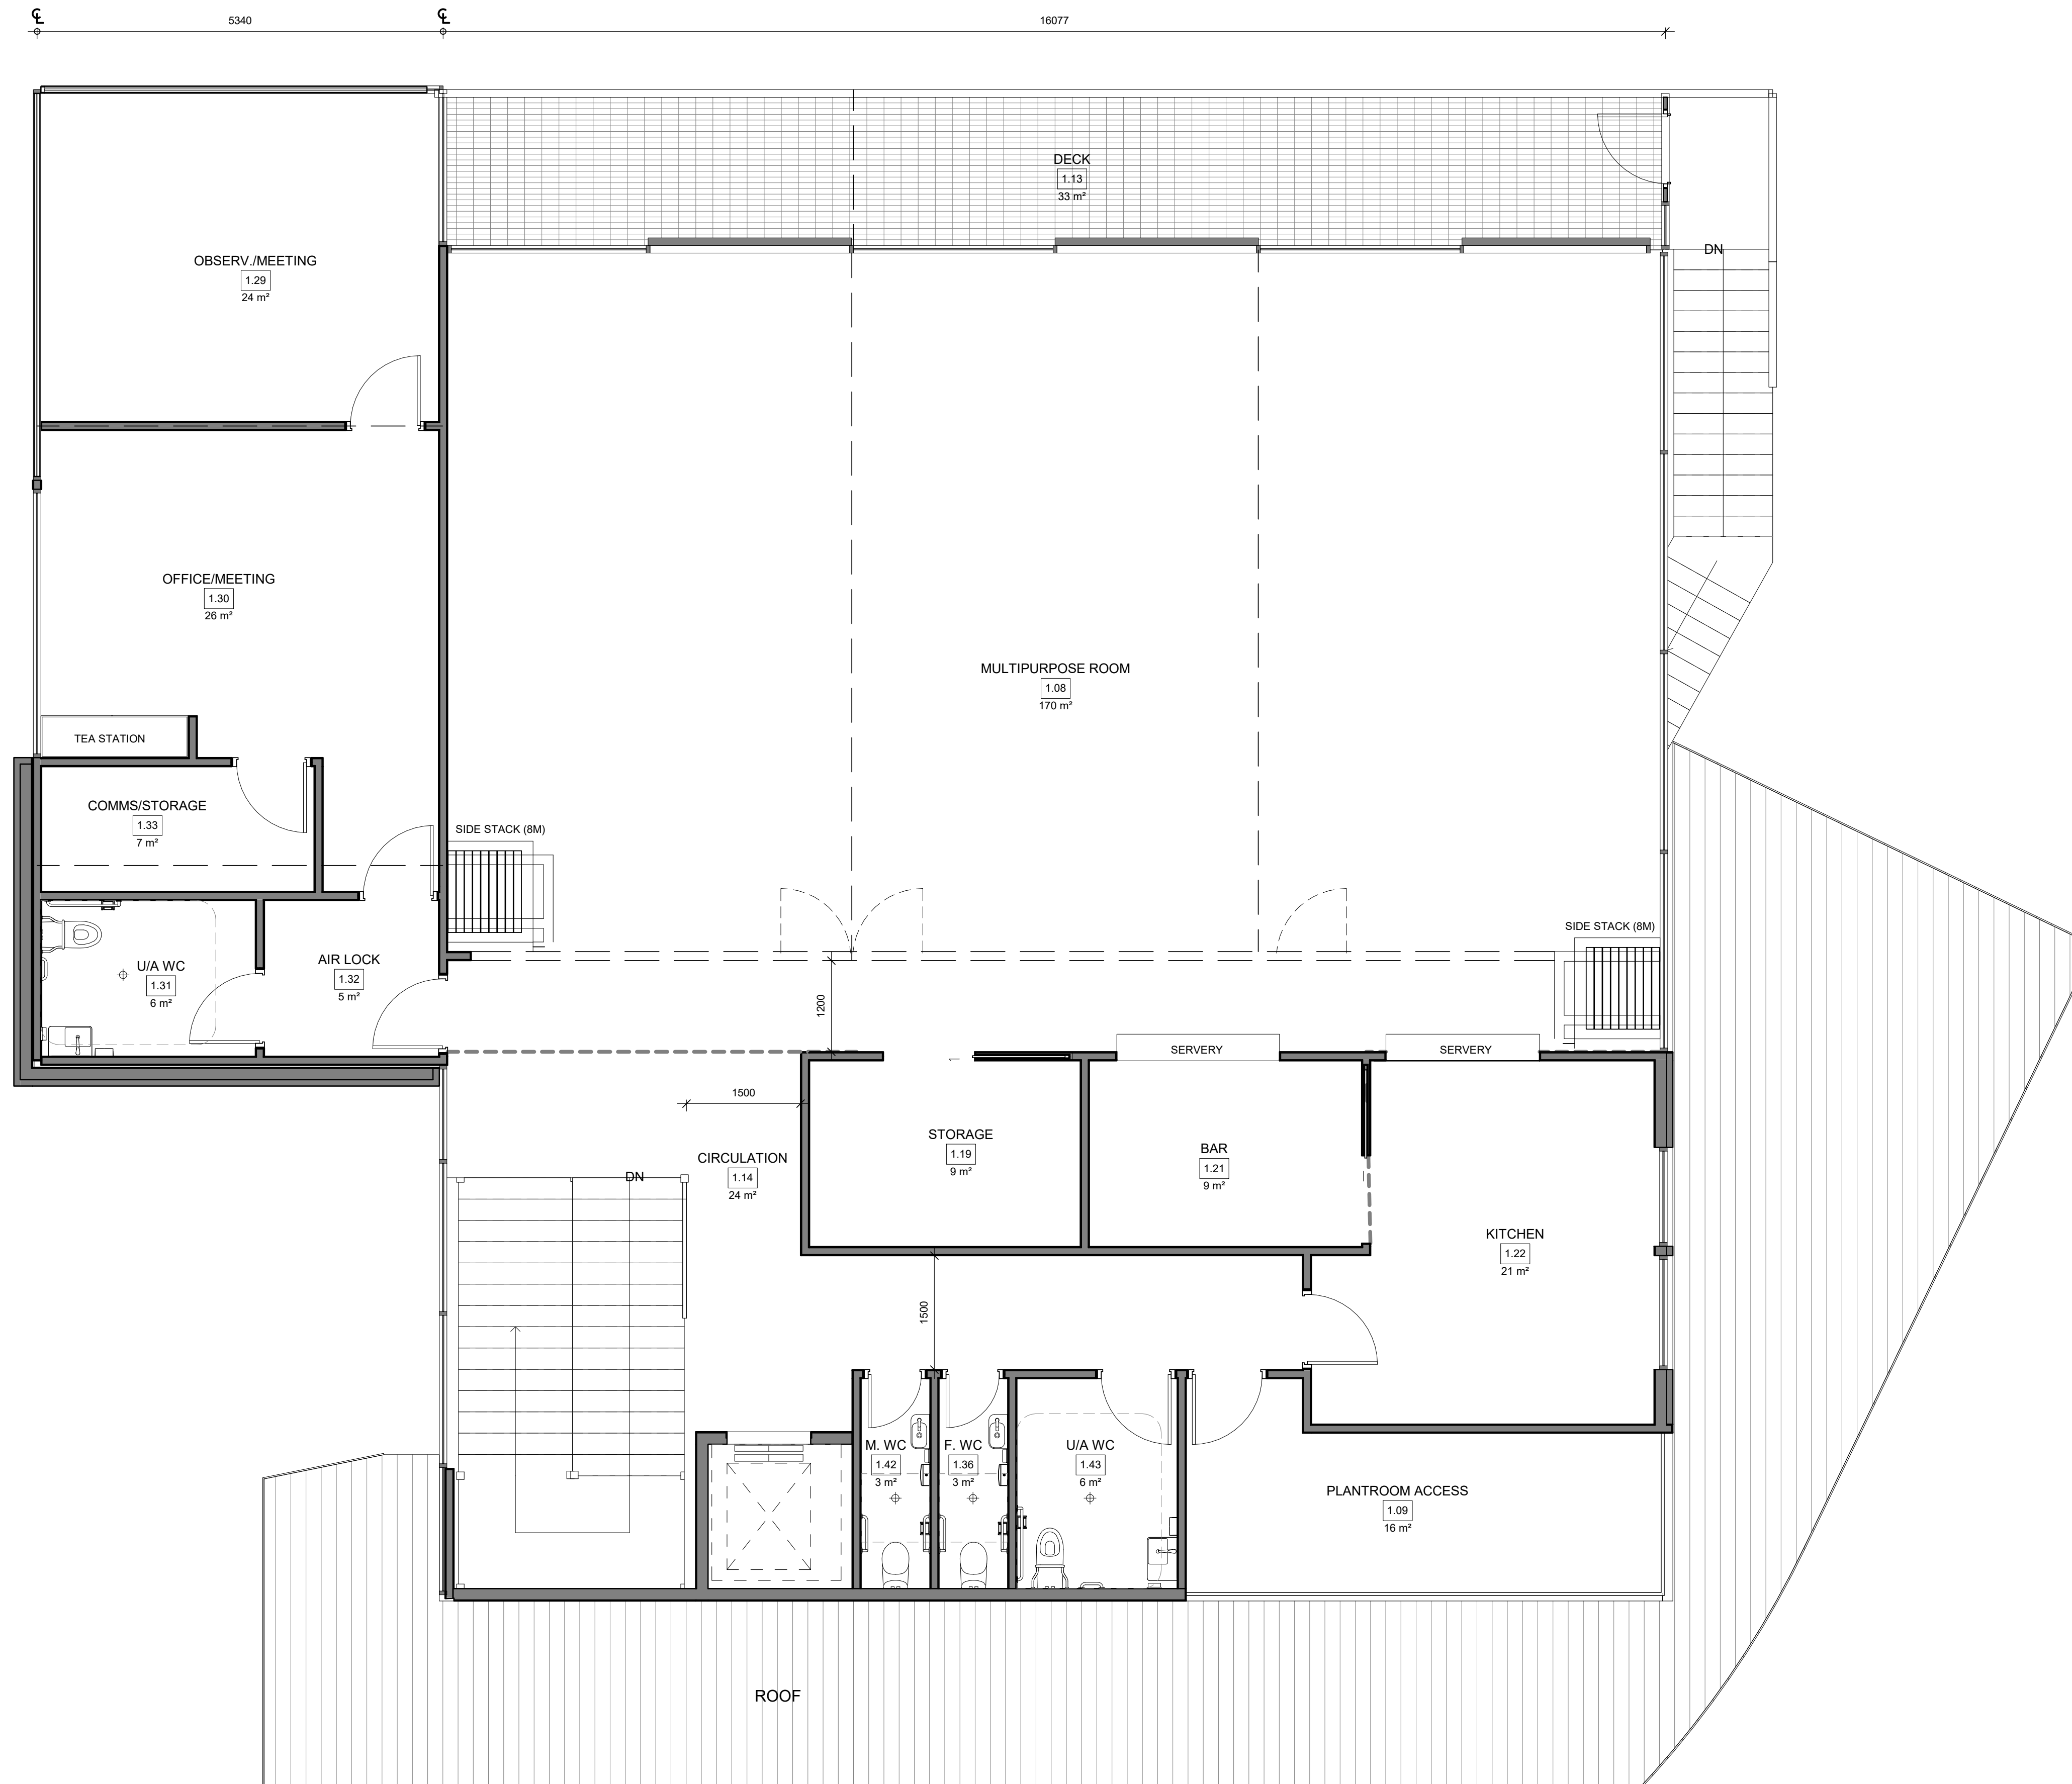 ℄
℄
5340
16077
DECK
1.13
33 m²
DN
OBSERV./MEETING
1.29
24 m²
OFFICE/MEETING
1.30
26 m²
MULTIPURPOSE ROOM
1.08
170 m²
TEA STATION
COMMS/STORAGE
1.33
7 m²
SIDE STACK (8M)
SIDE STACK (8M)
AIR LOCK
1.32
5 m²
U/A WC
1.31
6 m²
1200
SERVERY
SERVERY
1500
STORAGE
1.19
9 m²
BAR
1.21
9 m²
CIRCULATION
1.14
24 m²
DN
KITCHEN
1.22
21 m²
1500
M. WC
1.42
3 m²
F. WC
1.36
3 m²
U/A WC
1.43
6 m²
PLANTROOM ACCESS
1.09
16 m²
ROOF